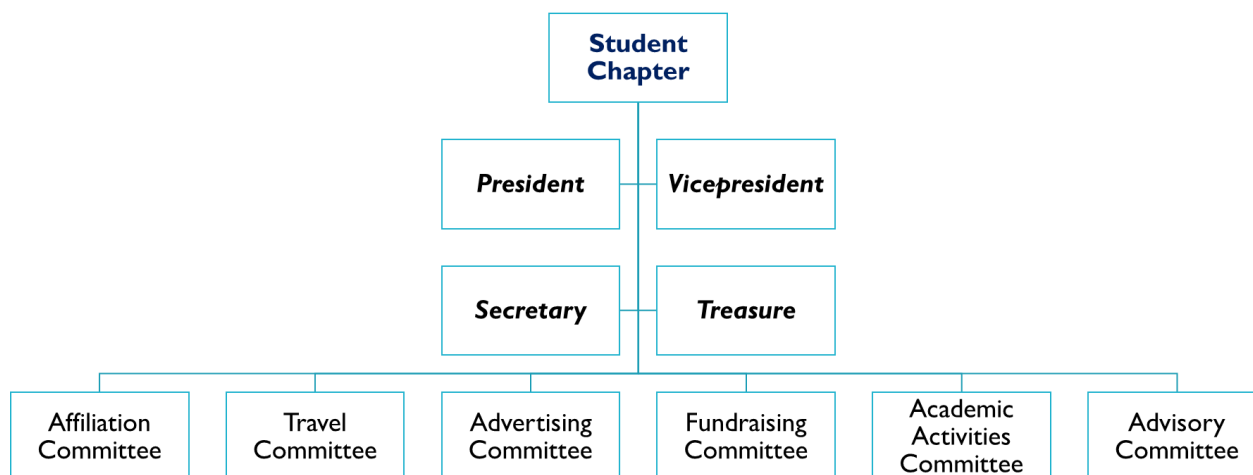 Student
Chapter
President
Vicepresident
Secretary
Treasure
Affiliation
Committee
Travel
Committee
Advertising
Committee
Fundraising
Committee
Academic
Activities
Committee
Advisory
Committee